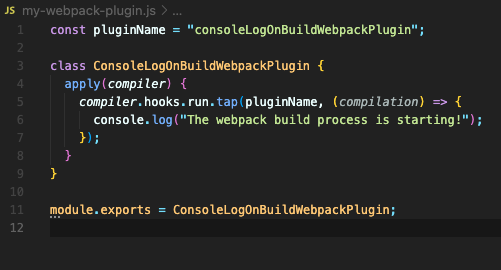 JS my-webpack-plugin.js > ...
1 const pluginName = "consoleLogOnBuildWebpackPlugin";
2
3 class ConsoleLogOnBuildWebpackPlugin {
4   apply(compiler) {
5     compiler.hooks.run.tap(pluginName, (compilation) => {
6       console.log("The webpack build process is starting!");
7     });
8   }
9 }
10
11 module.exports = ConsoleLogOnBuildWebpackPlugin;
12